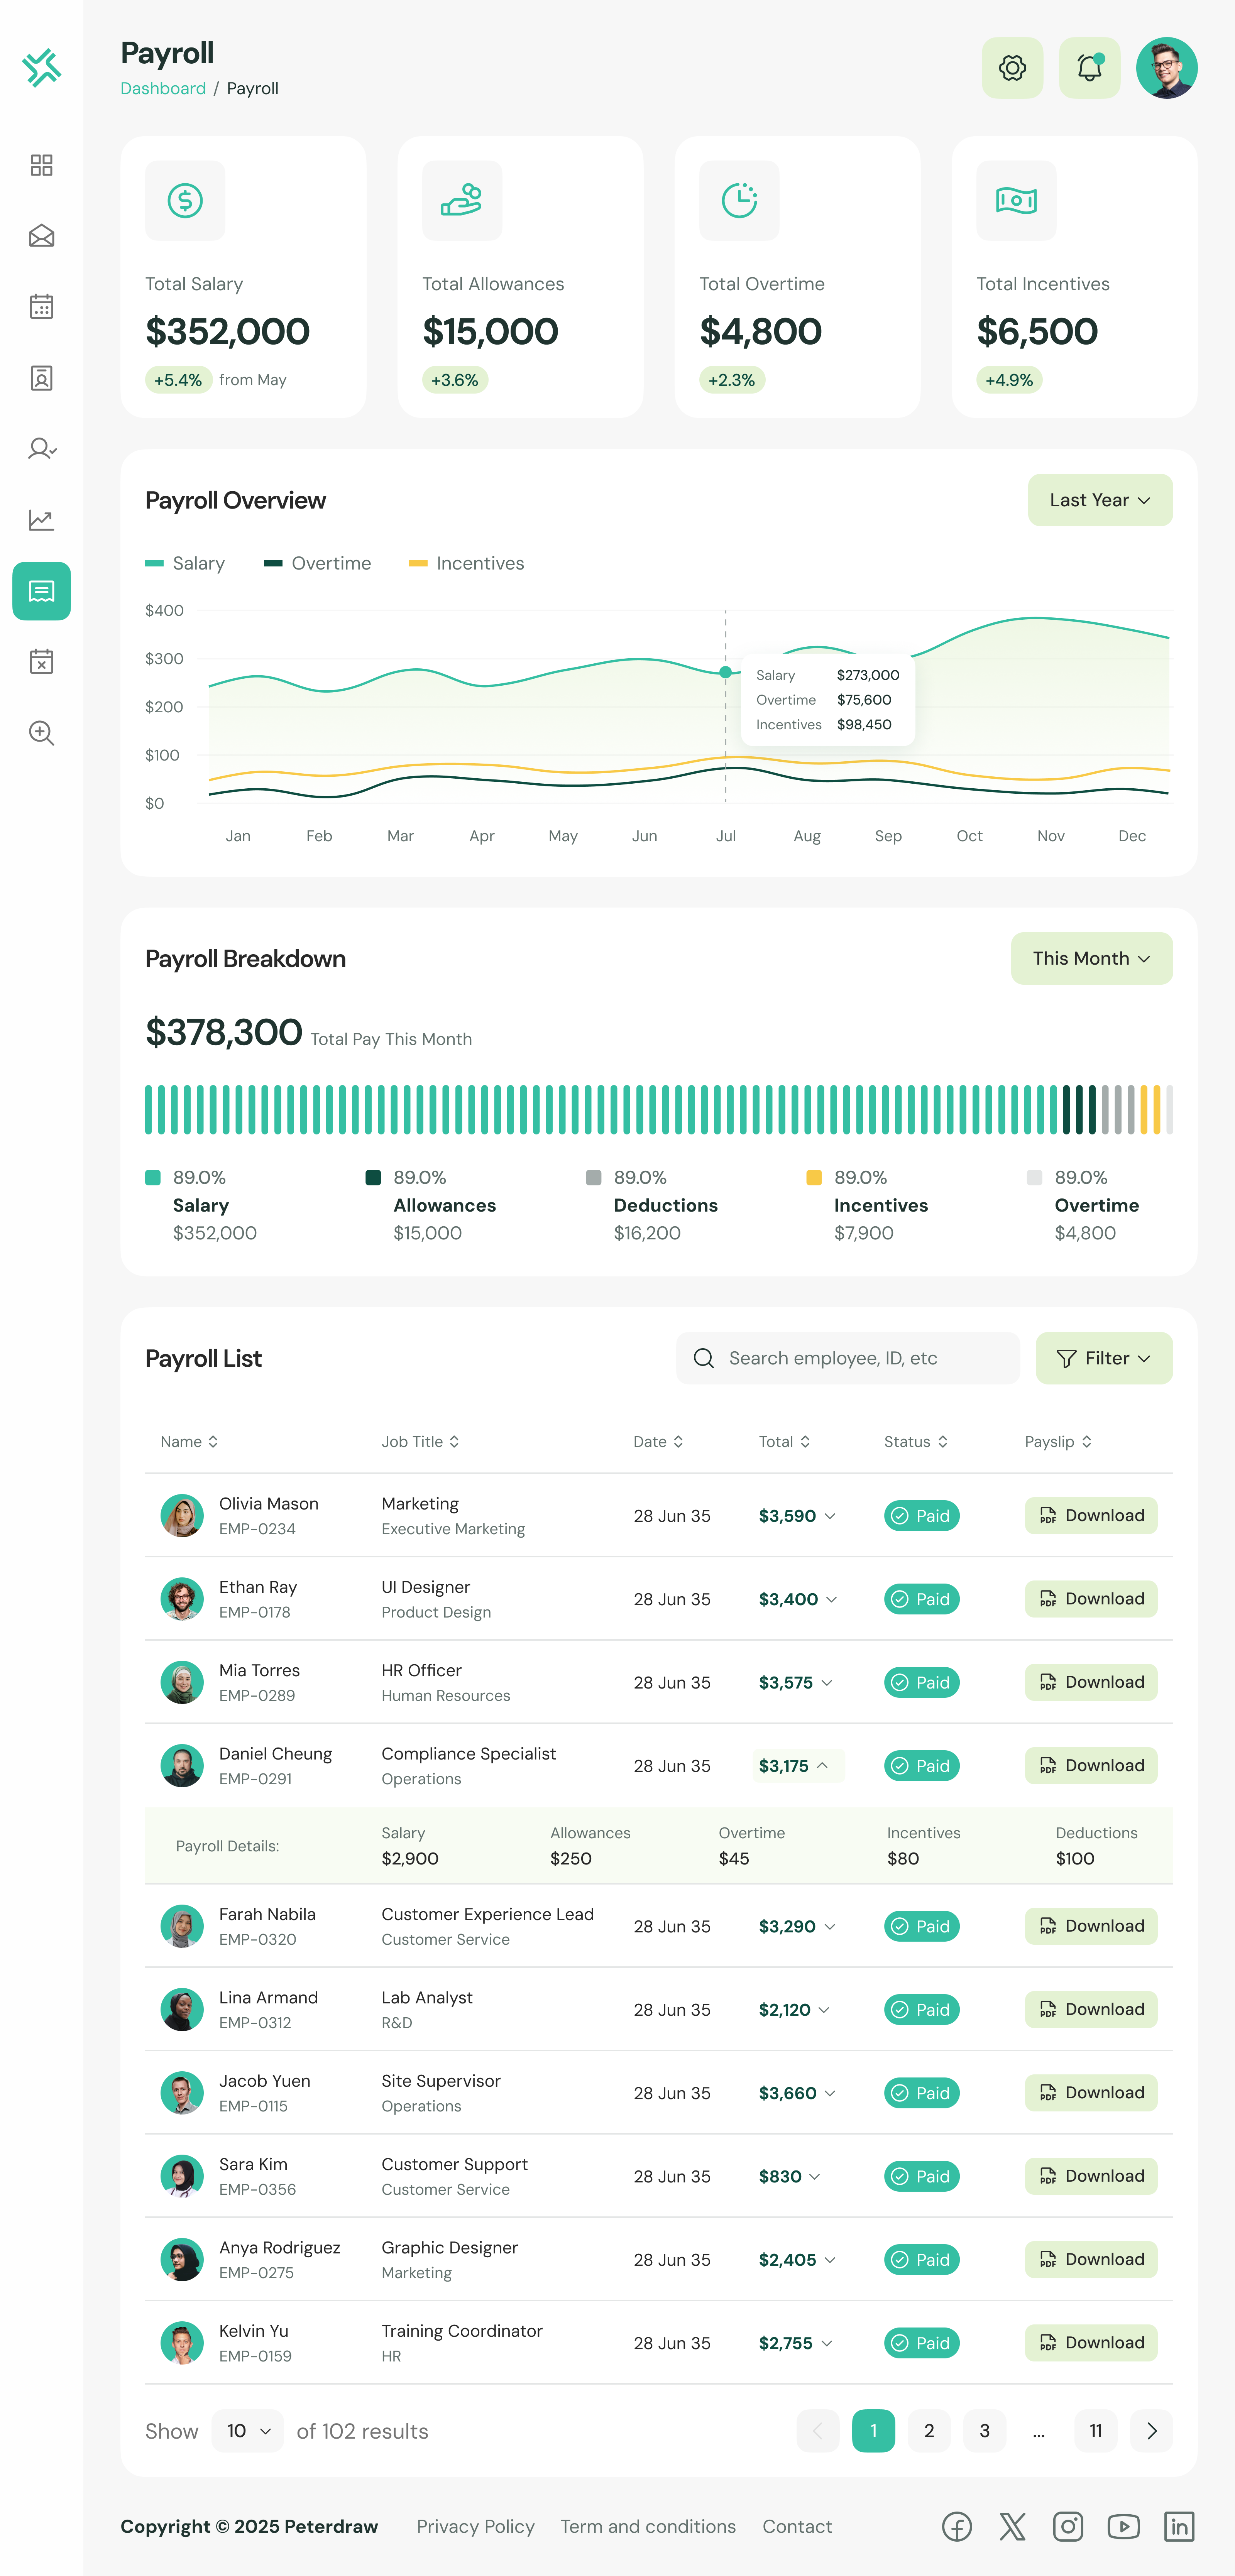 Payroll
Dashboard / Payroll
Total Salary
$352,000
+5.4% from May
Total Allowances
$15,000
+3.6%
Total Overtime
$4,800
+2.3%
Total Incentives
$6,500
+4.9%
Payroll Overview
Last Year
Salary Overtime Incentives
$400
$300
$200
$100
$0
Salary $273,000
Overtime $75,600
Incentives $98,450
Jan Feb Mar Apr May Jun Jul Aug Sep Oct Nov Dec
Payroll Breakdown
This Month
$378,300 Total Pay This Month
89.0%
Salary
$352,000
89.0%
Allowances
$15,000
89.0%
Deductions
$16,200
89.0%
Incentives
$7,900
89.0%
Overtime
$4,800
Payroll List
Search employee, ID, etc
Filter
Name Job Title Date Total Status Payslip
Olivia Mason Marketing
EMP-0234 Executive Marketing
28 Jun 35 $3,590 Paid PDF Download
Ethan Ray UI Designer
EMP-0178 Product Design
28 Jun 35 $3,400 Paid PDF Download
Mia Torres HR Officer
EMP-0289 Human Resources
28 Jun 35 $3,575 Paid PDF Download
Daniel Cheung Compliance Specialist
EMP-0291 Operations
28 Jun 35 $3,175 Paid PDF Download
Payroll Details:
Salary Allowances Overtime Incentives Deductions
$2,900 $250 $45 $80 $100
Farah Nabila Customer Experience Lead
EMP-0320 Customer Service
28 Jun 35 $3,290 Paid PDF Download
Lina Armand Lab Analyst
EMP-0312 R&D
28 Jun 35 $2,120 Paid PDF Download
Jacob Yuen Site Supervisor
EMP-0115 Operations
28 Jun 35 $3,660 Paid PDF Download
Sara Kim Customer Support
EMP-0356 Customer Service
28 Jun 35 $830 Paid PDF Download
Anya Rodriguez Graphic Designer
EMP-0275 Marketing
28 Jun 35 $2,405 Paid PDF Download
Kelvin Yu Training Coordinator
EMP-0159 HR
28 Jun 35 $2,755 Paid PDF Download
Show 10 of 102 results
1 2 3 ... 11
Copyright © 2025 Peterdraw Privacy Policy Term and conditions Contact